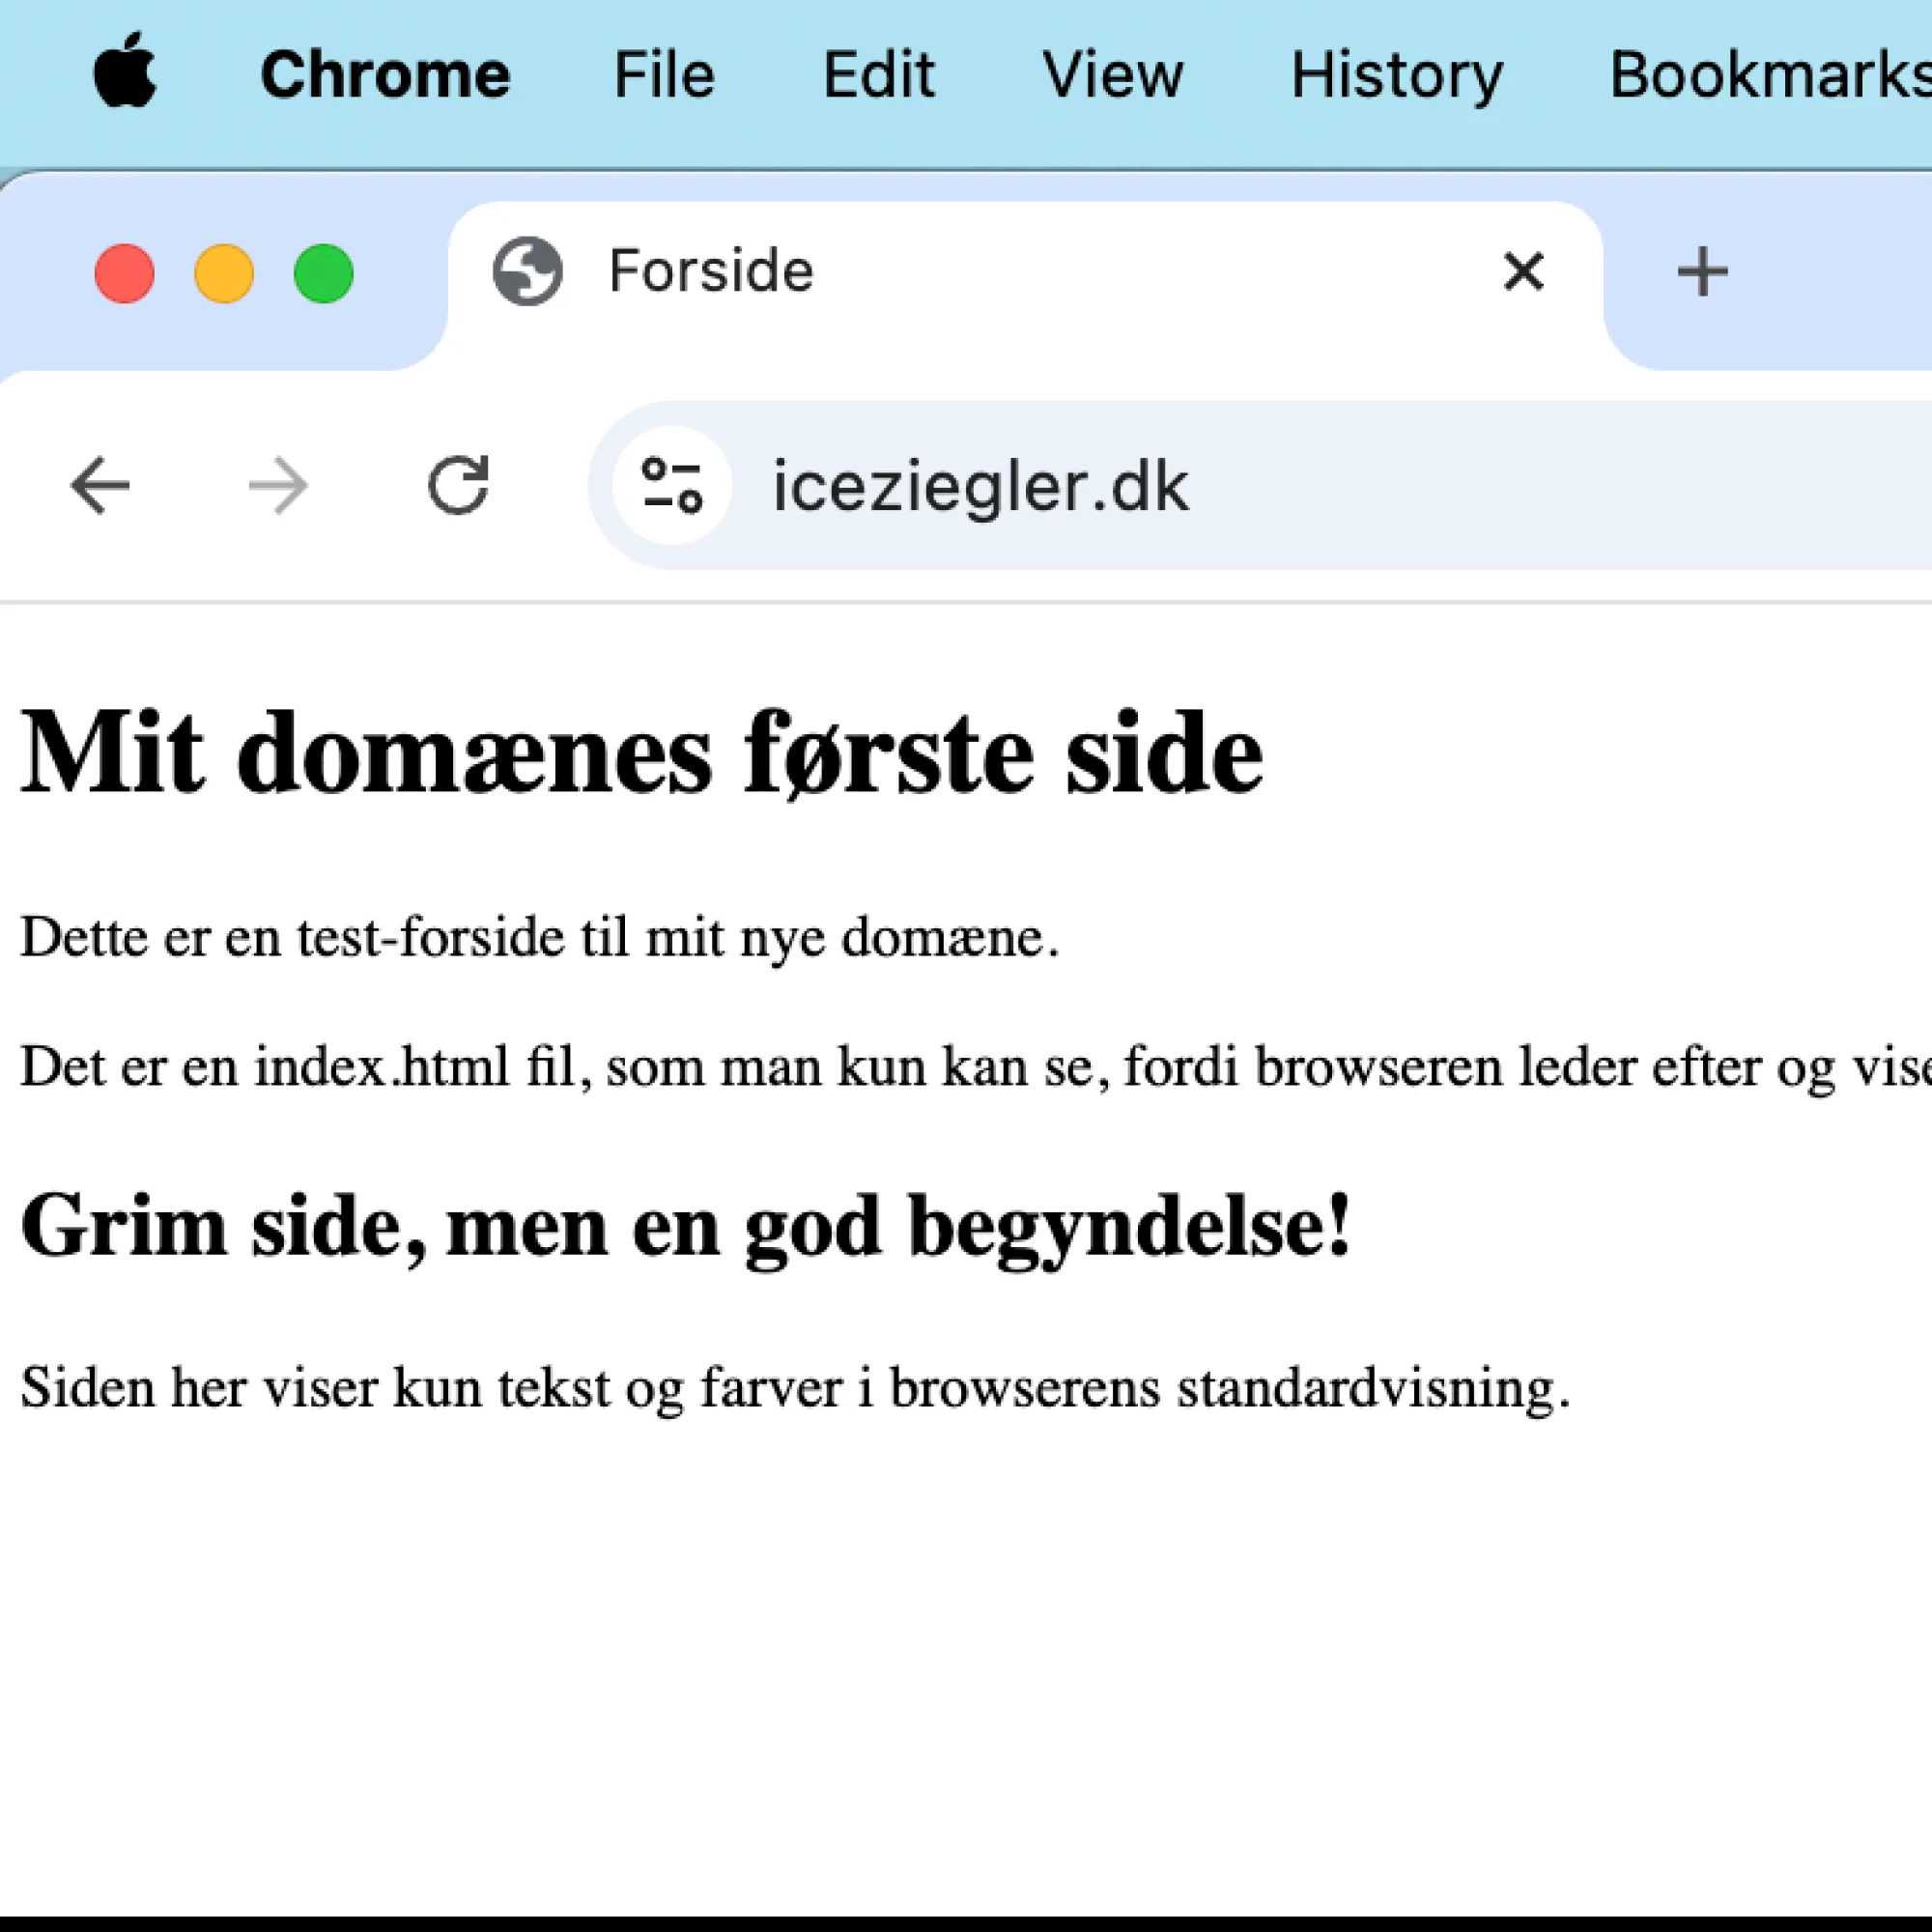 Chrome File Edit View History Bookmarks
Forside
iceziegler.dk
Mit domænes første side
Dette er en test-forside til mit nye domæne.
Det er en index.html fil, som man kun kan se, fordi browseren leder efter og vise
Grim side, men en god begyndelse!
Siden her viser kun tekst og farver i browserens standardvisning.